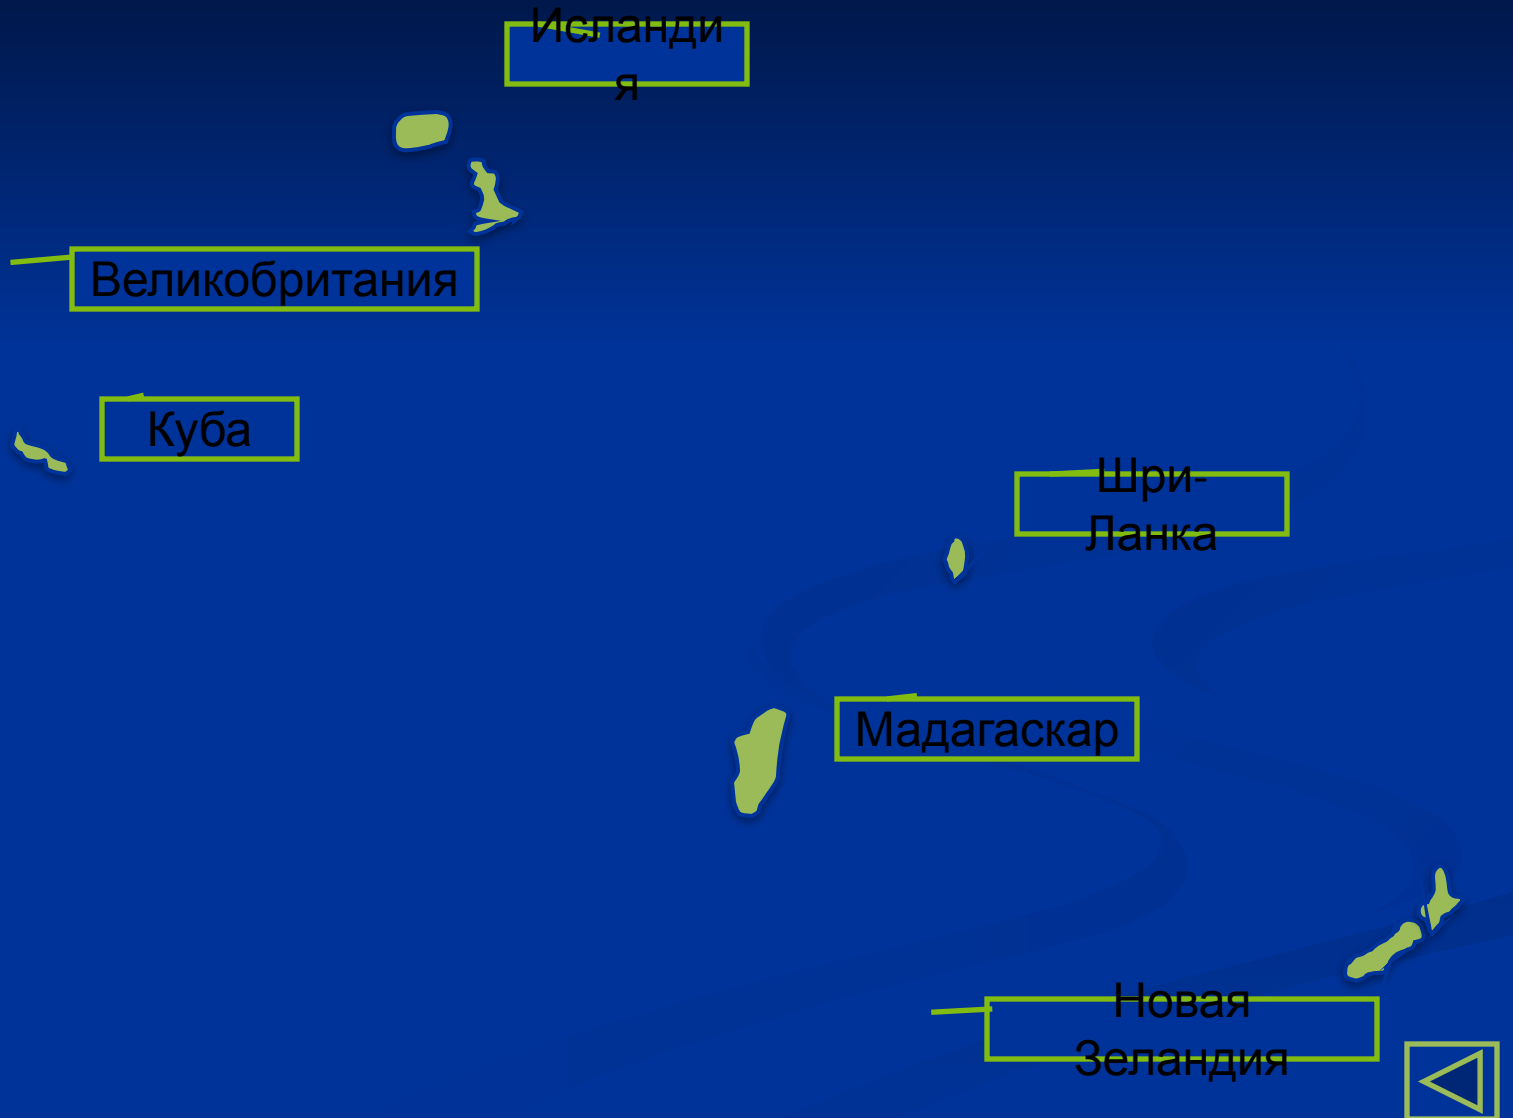 Исланди
я
Великобритания
Куба
Шри-
Ланка
Мадагаскар
Новая
Зеландия